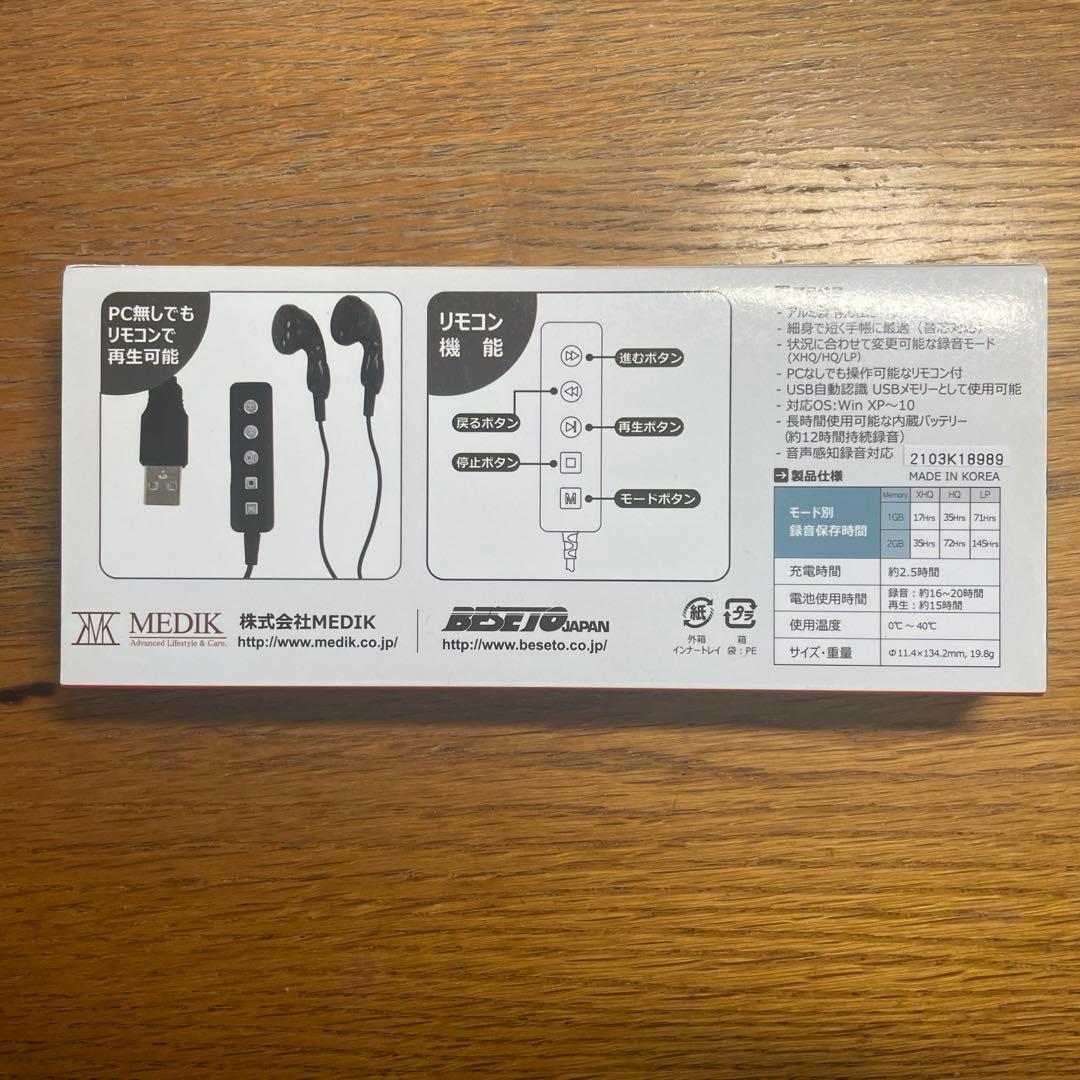 PC無しでも
リモコンで
再生可能
リモコン
機 能
進むボタン
戻るボタン
再生ボタン
停止ボタン
モードボタン
M
MEDIK
Advanced Lifestyle & Care.
株式会社MEDIK
http://www.medik.co.jp/
BESETO JAPAN
http://www.beseto.co.jp/
紙
外箱
インナートレイ
プラ
箱
袋:PE
- アルミ製
- 細身で短く手帳に最適(替芯対応)
- 状況に合わせて変更可能な録音モード
(XHQ/HQ/LP)
- PCなしでも操作可能なリモコン付
- USB自動認識 USBメモリーとして使用可能
- 対応OS:Win XP〜10
- 長時間使用可能な内蔵バッテリー
(約12時間持続録音)
- 音声感知録音対応
2103K18989
製品仕様
MADE IN KOREA
モード別
録音保存時間
Memory XHQ HQ LP
1GB 17Hrs 35Hrs 71Hrs
2GB 35Hrs 72Hrs 145Hrs
充電時間 約2.5時間
電池使用時間 録音:約16〜20時間
再生:約15時間
使用温度 0℃〜40℃
サイズ・重量 Φ11.4×134.2mm, 19.8g